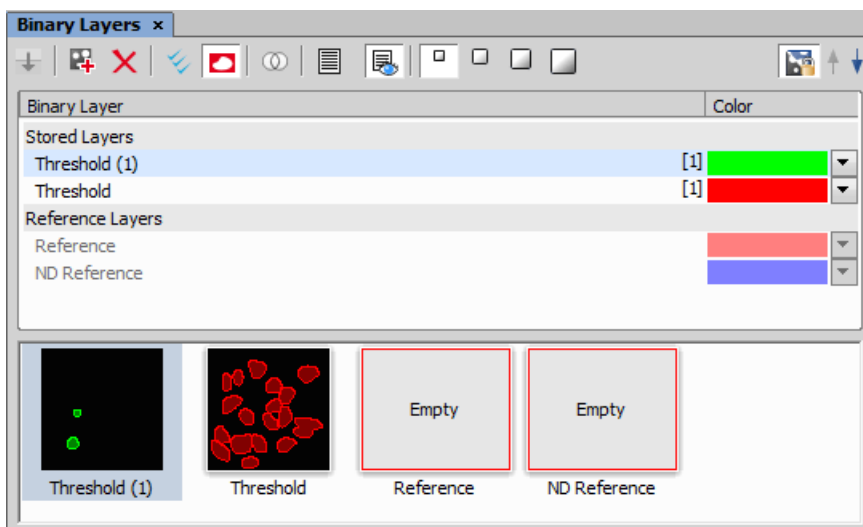 Binary Layers ×
Binary Layer Color
Stored Layers
Threshold (1) [1]
Threshold [1]
Reference Layers
Reference
ND Reference
Empty Empty
Threshold (1) Threshold Reference ND Reference